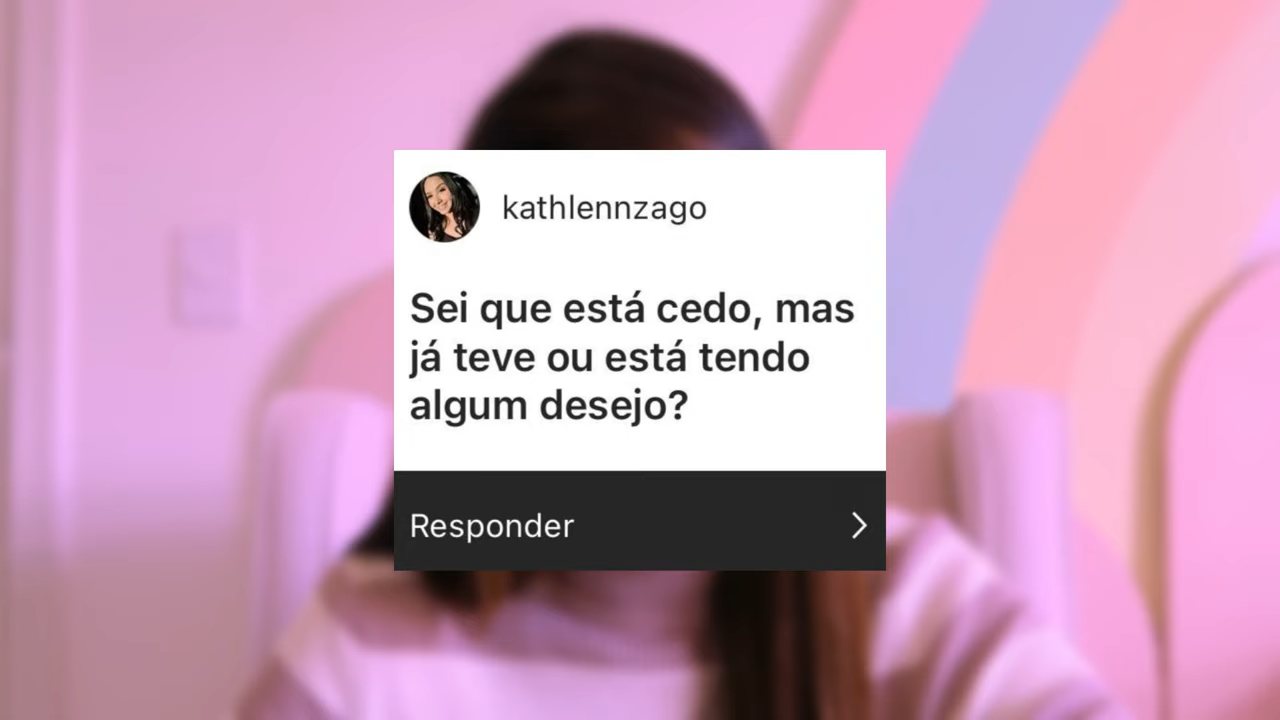 kathlennzago
Sei que está cedo, mas
já teve ou está tendo
algum desejo?
Responder